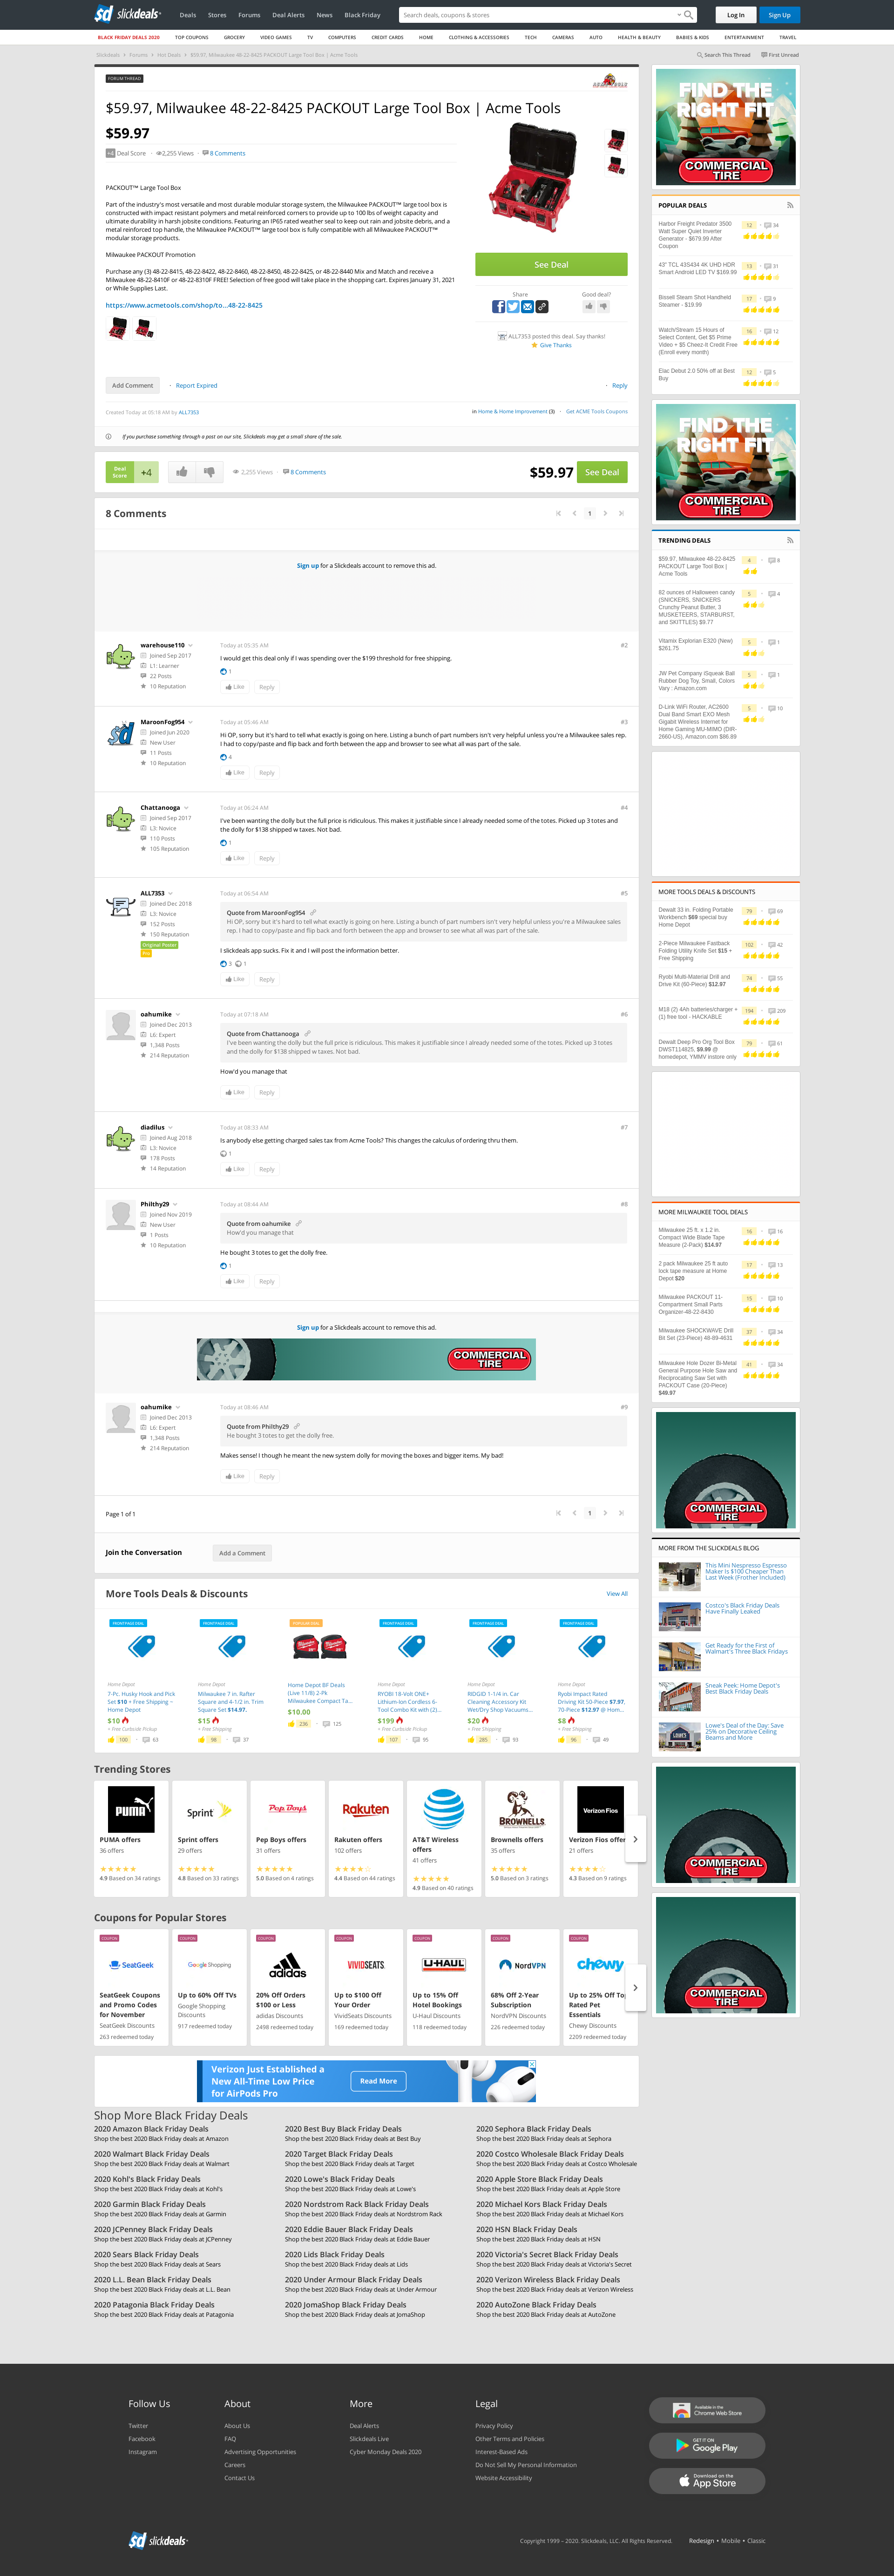 slickdeals
Deals
Stores
Forums
Deal Alerts
News
Black Friday
Search deals, coupons & stores
Log In
Sign Up
BLACK FRIDAY DEALS 2020
TOP COUPONS
GROCERY
VIDEO GAMES
TV
COMPUTERS
CREDIT CARDS
HOME
CLOTHING & ACCESSORIES
TECH
CAMERAS
AUTO
HEALTH & BEAUTY
BABIES & KIDS
ENTERTAINMENT
TRAVEL
Slickdeals > Forums > Hot Deals > $59.97, Milwaukee 48-22-8425 PACKOUT Large Tool Box | Acme Tools
Search This Thread
First Unread
FORUM THREAD
$59.97, Milwaukee 48-22-8425 PACKOUT Large Tool Box | Acme Tools
$59.97
+4 Deal Score · 2,255 Views · 8 Comments
PACKOUT™ Large Tool Box
Part of the industry's most versatile and most durable modular storage system, the Milwaukee PACKOUT™ large tool box is
constructed with impact resistant polymers and metal reinforced corners to provide up to 100 lbs of weight capacity and
ultimate durability in harsh jobsite conditions. Featuring an IP65 rated weather seal to keep out rain and jobsite debris, and a
metal reinforced top handle, the Milwaukee PACKOUT™ large tool box is fully compatible with all Milwaukee PACKOUT™
modular storage products.
Milwaukee PACKOUT Promotion
Purchase any (3) 48-22-8415, 48-22-8422, 48-22-8460, 48-22-8450, 48-22-8425, or 48-22-8440 Mix and Match and receive a
Milwaukee 48-22-8410F or 48-22-8310F FREE! Selection of free good will take place in the shopping cart. Expires January 31, 2021
or While Supplies Last.
https://www.acmetools.com/shop/to...48-22-8425
See Deal
Share
Good deal?
ALL7353 posted this deal. Say thanks!
Give Thanks
Add Comment
· Report Expired
· Reply
Created Today at 05:18 AM by ALL7353
in Home & Home Improvement (3) · Get ACME Tools Coupons
If you purchase something through a post on our site, Slickdeals may get a small share of the sale.
Deal
Score
+4
2,255 Views · 8 Comments
$59.97
See Deal
8 Comments
1
Sign up for a Slickdeals account to remove this ad.
warehouse110
Joined Sep 2017
L1: Learner
22 Posts
10 Reputation
Today at 05:35 AM
#2
I would get this deal only if I was spending over the $199 threshold for free shipping,
1
Like
Reply
MaroonFog954
Joined Jun 2020
New User
11 Posts
10 Reputation
Today at 05:46 AM
#3
Hi OP, sorry but it's hard to tell what exactly is going on here. Listing a bunch of part numbers isn't very helpful unless you're a Milwaukee sales rep.
I had to copy/paste and flip back and forth between the app and browser to see what all was part of the sale.
4
Like
Reply
Chattanooga
Joined Sep 2017
L3: Novice
110 Posts
105 Reputation
Today at 06:24 AM
#4
I've been wanting the dolly but the full price is ridiculous. This makes it justifiable since I already needed some of the totes. Picked up 3 totes and
the dolly for $138 shipped w taxes. Not bad.
1
Like
Reply
ALL7353
Joined Dec 2018
L3: Novice
152 Posts
150 Reputation
Original Poster
Pro
Today at 06:54 AM
#5
Quote from MaroonFog954
Hi OP, sorry but it's hard to tell what exactly is going on here. Listing a bunch of part numbers isn't very helpful unless you're a Milwaukee sales
rep. I had to copy/paste and flip back and forth between the app and browser to see what all was part of the sale.
I slickdeals app sucks. Fix it and I will post the information better.
3 1
Like
Reply
oahumike
Joined Dec 2013
L6: Expert
1,348 Posts
214 Reputation
Today at 07:18 AM
#6
Quote from Chattanooga
I've been wanting the dolly but the full price is ridiculous. This makes it justifiable since I already needed some of the totes. Picked up 3 totes
and the dolly for $138 shipped w taxes. Not bad.
How'd you manage that
Like
Reply
diadilus
Joined Aug 2018
L3: Novice
178 Posts
14 Reputation
Today at 08:33 AM
#7
Is anybody else getting charged sales tax from Acme Tools? This changes the calculus of ordering thru them.
1
Like
Reply
Philthy29
Joined Nov 2019
New User
1 Posts
10 Reputation
Today at 08:44 AM
#8
Quote from oahumike
How'd you manage that
He bought 3 totes to get the dolly free.
1
Like
Reply
Sign up for a Slickdeals account to remove this ad.
COMMERCIAL
TIRE
oahumike
Joined Dec 2013
L6: Expert
1,348 Posts
214 Reputation
Today at 08:46 AM
#9
Quote from Philthy29
He bought 3 totes to get the dolly free.
Makes sense! I though he meant the new system dolly for moving the boxes and bigger items. My bad!
Like
Reply
Page 1 of 1
1
Join the Conversation
Add a Comment
More Tools Deals & Discounts
View All
FRONTPAGE DEAL
Home Depot
7-Pc. Husky Hook and Pick
Set $10 + Free Shipping ~
Home Depot
$10
+ Free Curbside Pickup
100 · 63
FRONTPAGE DEAL
Home Depot
Milwaukee 7 in. Rafter
Square and 4-1/2 in. Trim
Square Set $14.97.
$15
+ Free Shipping
98 · 37
POPULAR DEAL
Home Depot BF Deals
(Live 11/8) 2-Pk
Milwaukee Compact Ta...
$10.00
236 · 125
FRONTPAGE DEAL
Home Depot
RYOBI 18-Volt ONE+
Lithium-Ion Cordless 6-
Tool Combo Kit with (2)...
$199
+ Free Curbside Pickup
107 · 95
FRONTPAGE DEAL
Home Depot
RIDGID 1-1/4 in. Car
Cleaning Accessory Kit
Wet/Dry Shop Vacuums...
$20
+ Free Shipping
285 · 93
FRONTPAGE DEAL
Home Depot
Ryobi Impact Rated
Driving Kit 50-Piece $7.97,
70-Piece $12.97 @ Hom...
$8
+ Free Shipping
96 · 49
Trending Stores
PUMA
PUMA offers
36 offers
4.9 Based on 34 ratings
Sprint
Sprint offers
29 offers
4.8 Based on 33 ratings
Pep Boys
Pep Boys offers
31 offers
5.0 Based on 4 ratings
Rakuten
Rakuten offers
102 offers
4.4 Based on 44 ratings
AT&T
AT&T Wireless
offers
41 offers
4.9 Based on 40 ratings
BROWNELLS
Brownells offers
35 offers
5.0 Based on 3 ratings
Verizon Fios
Verizon Fios offer
21 offers
4.3 Based on 9 ratings
Coupons for Popular Stores
COUPON
SeatGeek
SeatGeek Coupons
and Promo Codes
for November
SeatGeek Discounts
263 redeemed today
COUPON
Google Shopping
Up to 60% Off TVs
Google Shopping
Discounts
917 redeemed today
COUPON
adidas
20% Off Orders
$100 or Less
adidas Discounts
2498 redeemed today
COUPON
VIVIDSEATS.
Up to $100 Off
Your Order
VividSeats Discounts
169 redeemed today
COUPON
U-HAUL
Up to 15% Off
Hotel Bookings
U-Haul Discounts
118 redeemed today
COUPON
NordVPN
68% Off 2-Year
Subscription
NordVPN Discounts
226 redeemed today
COUPON
chewy
Up to 25% Off Top
Rated Pet
Essentials
Chewy Discounts
2209 redeemed today
Verizon Just Established a
New All-Time Low Price
for AirPods Pro
Read More
Shop More Black Friday Deals
2020 Amazon Black Friday Deals
Shop the best 2020 Black Friday deals at Amazon
2020 Best Buy Black Friday Deals
Shop the best 2020 Black Friday deals at Best Buy
2020 Sephora Black Friday Deals
Shop the best 2020 Black Friday deals at Sephora
2020 Walmart Black Friday Deals
Shop the best 2020 Black Friday deals at Walmart
2020 Target Black Friday Deals
Shop the best 2020 Black Friday deals at Target
2020 Costco Wholesale Black Friday Deals
Shop the best 2020 Black Friday deals at Costco Wholesale
2020 Kohl's Black Friday Deals
Shop the best 2020 Black Friday deals at Kohl's
2020 Lowe's Black Friday Deals
Shop the best 2020 Black Friday deals at Lowe's
2020 Apple Store Black Friday Deals
Shop the best 2020 Black Friday deals at Apple Store
2020 Garmin Black Friday Deals
Shop the best 2020 Black Friday deals at Garmin
2020 Nordstrom Rack Black Friday Deals
Shop the best 2020 Black Friday deals at Nordstrom Rack
2020 Michael Kors Black Friday Deals
Shop the best 2020 Black Friday deals at Michael Kors
2020 JCPenney Black Friday Deals
Shop the best 2020 Black Friday deals at JCPenney
2020 Eddie Bauer Black Friday Deals
Shop the best 2020 Black Friday deals at Eddie Bauer
2020 HSN Black Friday Deals
Shop the best 2020 Black Friday deals at HSN
2020 Sears Black Friday Deals
Shop the best 2020 Black Friday deals at Sears
2020 Lids Black Friday Deals
Shop the best 2020 Black Friday deals at Lids
2020 Victoria's Secret Black Friday Deals
Shop the best 2020 Black Friday deals at Victoria's Secret
2020 L.L. Bean Black Friday Deals
Shop the best 2020 Black Friday deals at L.L. Bean
2020 Under Armour Black Friday Deals
Shop the best 2020 Black Friday deals at Under Armour
2020 Verizon Wireless Black Friday Deals
Shop the best 2020 Black Friday deals at Verizon Wireless
2020 Patagonia Black Friday Deals
Shop the best 2020 Black Friday deals at Patagonia
2020 JomaShop Black Friday Deals
Shop the best 2020 Black Friday deals at JomaShop
2020 AutoZone Black Friday Deals
Shop the best 2020 Black Friday deals at AutoZone
FIND THE
RIGHT FIT
COMMERCIAL
TIRE
POPULAR DEALS
Harbor Freight Predator 3500
Watt Super Quiet Inverter
Generator - $679.99 After
Coupon
12 · 34
43" TCL 43S434 4K UHD HDR
Smart Android LED TV $169.99
13 · 31
Bissell Steam Shot Handheld
Steamer - $19.99
17 · 9
Watch/Stream 15 Hours of
Select Content, Get $5 Prime
Video + $5 Cheez-It Credit Free
(Enroll every month)
16 · 12
Elac Debut 2.0 50% off at Best
Buy
12 · 5
FIND THE
RIGHT FIT
COMMERCIAL
TIRE
TRENDING DEALS
$59.97, Milwaukee 48-22-8425
PACKOUT Large Tool Box |
Acme Tools
4 · 8
82 ounces of Halloween candy
(SNICKERS, SNICKERS
Crunchy Peanut Butter, 3
MUSKETEERS, STARBURST,
and SKITTLES) $9.77
5 · 4
Vitamix Explorian E320 (New)
$261.75
5 · 1
JW Pet Company iSqueak Ball
Rubber Dog Toy, Small, Colors
Vary : Amazon.com
5 · 1
D-Link WiFi Router, AC2600
Dual Band Smart EXO Mesh
Gigabit Wireless Internet for
Home Gaming MU-MIMO (DIR-
2660-US), Amazon.com $86.89
5 · 10
MORE TOOLS DEALS & DISCOUNTS
Dewalt 33 in. Folding Portable
Workbench $69 special buy
Home Depot
79 · 69
2-Piece Milwaukee Fastback
Folding Utility Knife Set $15 +
Free Shipping
102 · 42
Ryobi Multi-Material Drill and
Drive Kit (60-Piece) $12.97
74 · 55
M18 (2) 4Ah batteries/charger +
(1) free tool - HACKABLE
194 · 209
Dewalt Deep Pro Org Tool Box
DWST114825, $9.99 @
homedepot, YMMV instore only
79 · 61
MORE MILWAUKEE TOOL DEALS
Milwaukee 25 ft. x 1.2 in.
Compact Wide Blade Tape
Measure (2-Pack) $14.97
16 · 16
2 pack Milwaukee 25 ft auto
lock tape measure at Home
Depot $20
17 · 13
Milwaukee PACKOUT 11-
Compartment Small Parts
Organizer-48-22-8430
15 · 10
Milwaukee SHOCKWAVE Drill
Bit Set (23-Piece) 48-89-4631
37 · 34
Milwaukee Hole Dozer Bi-Metal
General Purpose Hole Saw and
Reciprocating Saw Set with
PACKOUT Case (20-Piece)
$49.97
41 · 34
COMMERCIAL
TIRE
MORE FROM THE SLICKDEALS BLOG
This Mini Nespresso Espresso
Maker Is $100 Cheaper Than
Last Week (Frother Included)
Costco's Black Friday Deals
Have Finally Leaked
Get Ready for the First of
Walmart's Three Black Fridays
Sneak Peek: Home Depot's
Best Black Friday Deals
Lowe's Deal of the Day: Save
25% on Decorative Ceiling
Beams and More
COMMERCIAL
TIRE
COMMERCIAL
TIRE
Follow Us
Twitter
Facebook
Instagram
About
About Us
FAQ
Advertising Opportunities
Careers
Contact Us
More
Deal Alerts
Slickdeals Live
Cyber Monday Deals 2020
Legal
Privacy Policy
Other Terms and Policies
Interest-Based Ads
Do Not Sell My Personal Information
Website Accessibility
Available in the
Chrome Web Store
GET IT ON
Google Play
Download on the
App Store
slickdeals
Copyright 1999 - 2020. Slickdeals, LLC. All Rights Reserved.
Redesign • Mobile • Classic